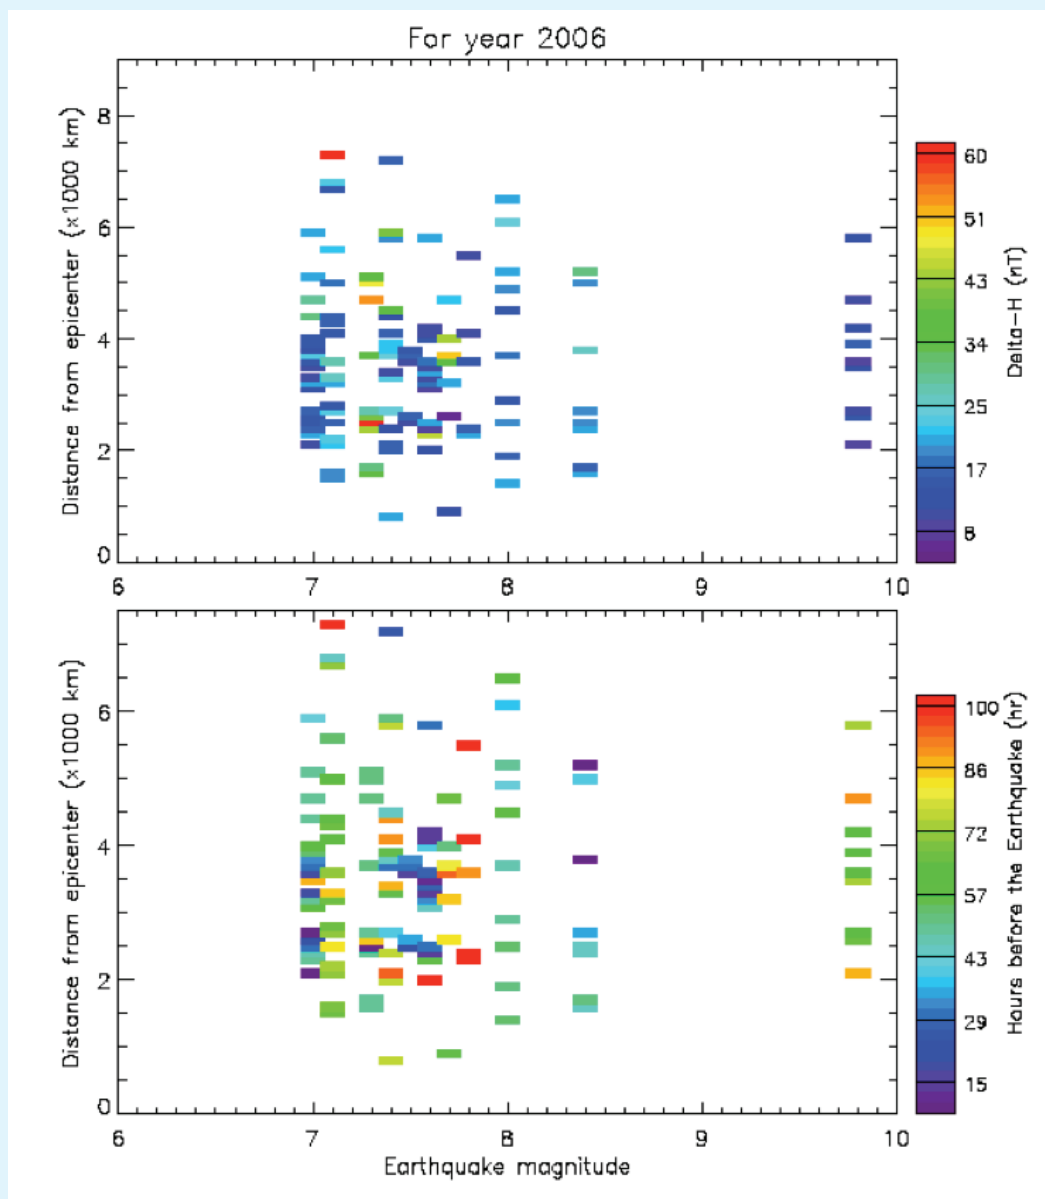 For year 2006
Distance from epicenter (x1000 km)
8
6
4
2
0
6 7 8 9 10
60
51
43
34
25
17
8
Delta-H (nT)
Distance from epicenter (x1000 km)
6
4
2
0
6 7 8 9 10
Earthquake magnitude
100
86
72
57
43
29
15
Hours before the Earthquake (hr)